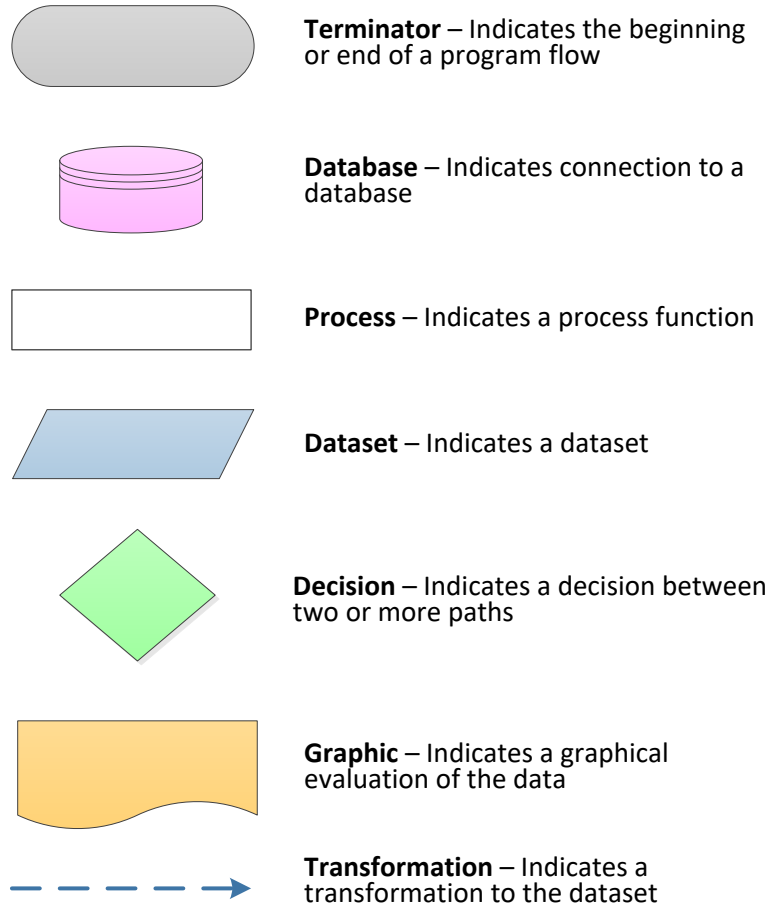 Terminator – Indicates the beginning
or end of a program flow
Database – Indicates connection to a
database
Process – Indicates a process function
Dataset – Indicates a dataset
Decision – Indicates a decision between
two or more paths
Graphic – Indicates a graphical
evaluation of the data
Transformation – Indicates a
transformation to the dataset